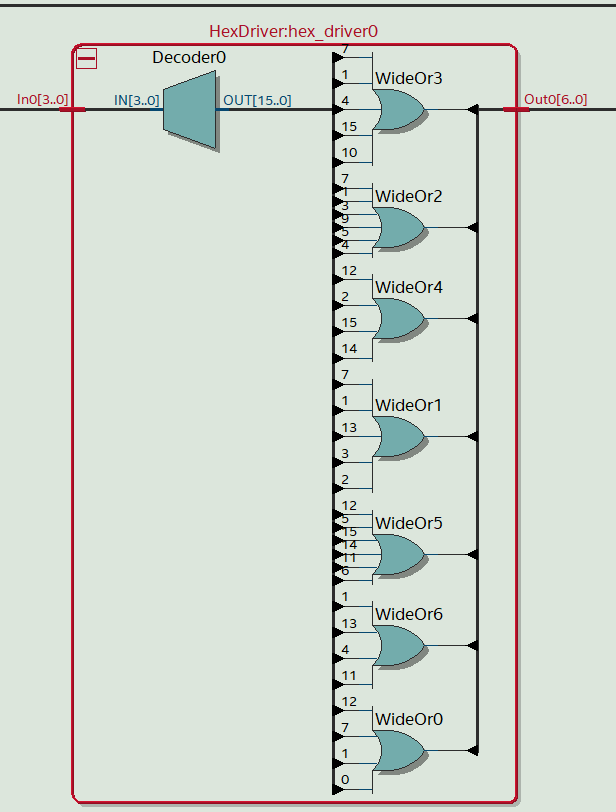 HexDriver:hex_driver0
Decoder0
In0[3..0]
IN[3..0]
OUT[15..0]
Out0[6..0]
7
1
4
15
10
WideOr3
7
1
3
9
5
4
WideOr2
12
2
15
14
WideOr4
7
1
13
3
2
WideOr1
12
5
15
14
11
6
WideOr5
1
13
4
11
WideOr6
12
7
1
0
WideOr0